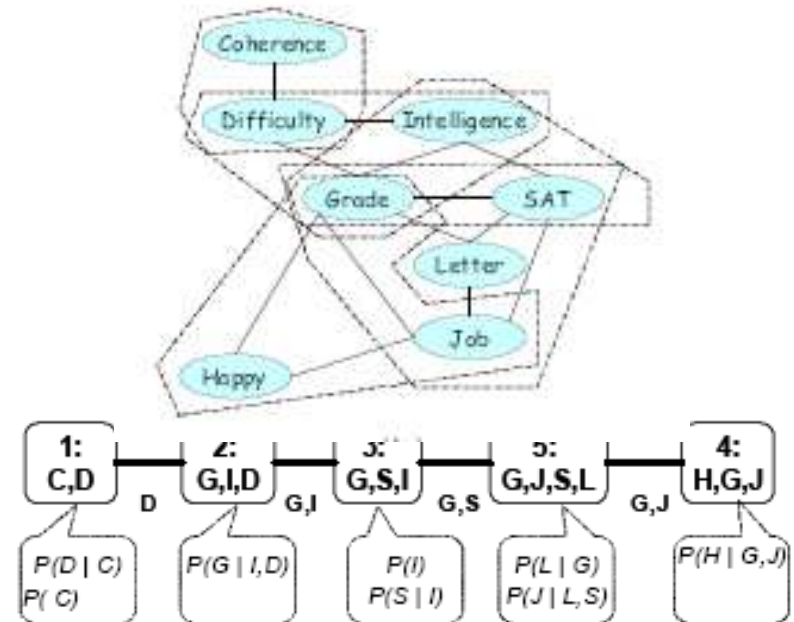 Coherence
Difficulty
Intelligence
Grade
SAT
Letter
Job
Happy
1:
C,D
2:
G,I,D
3:
G,S,I
5:
G,J,S,L
4:
H,G,J
D
G,I
G,S
G,J
P(D | C)
P( C)
P(G | I,D)
P(I)
P(S | I)
P(L | G)
P(J | L,S)
P(H | G,J)